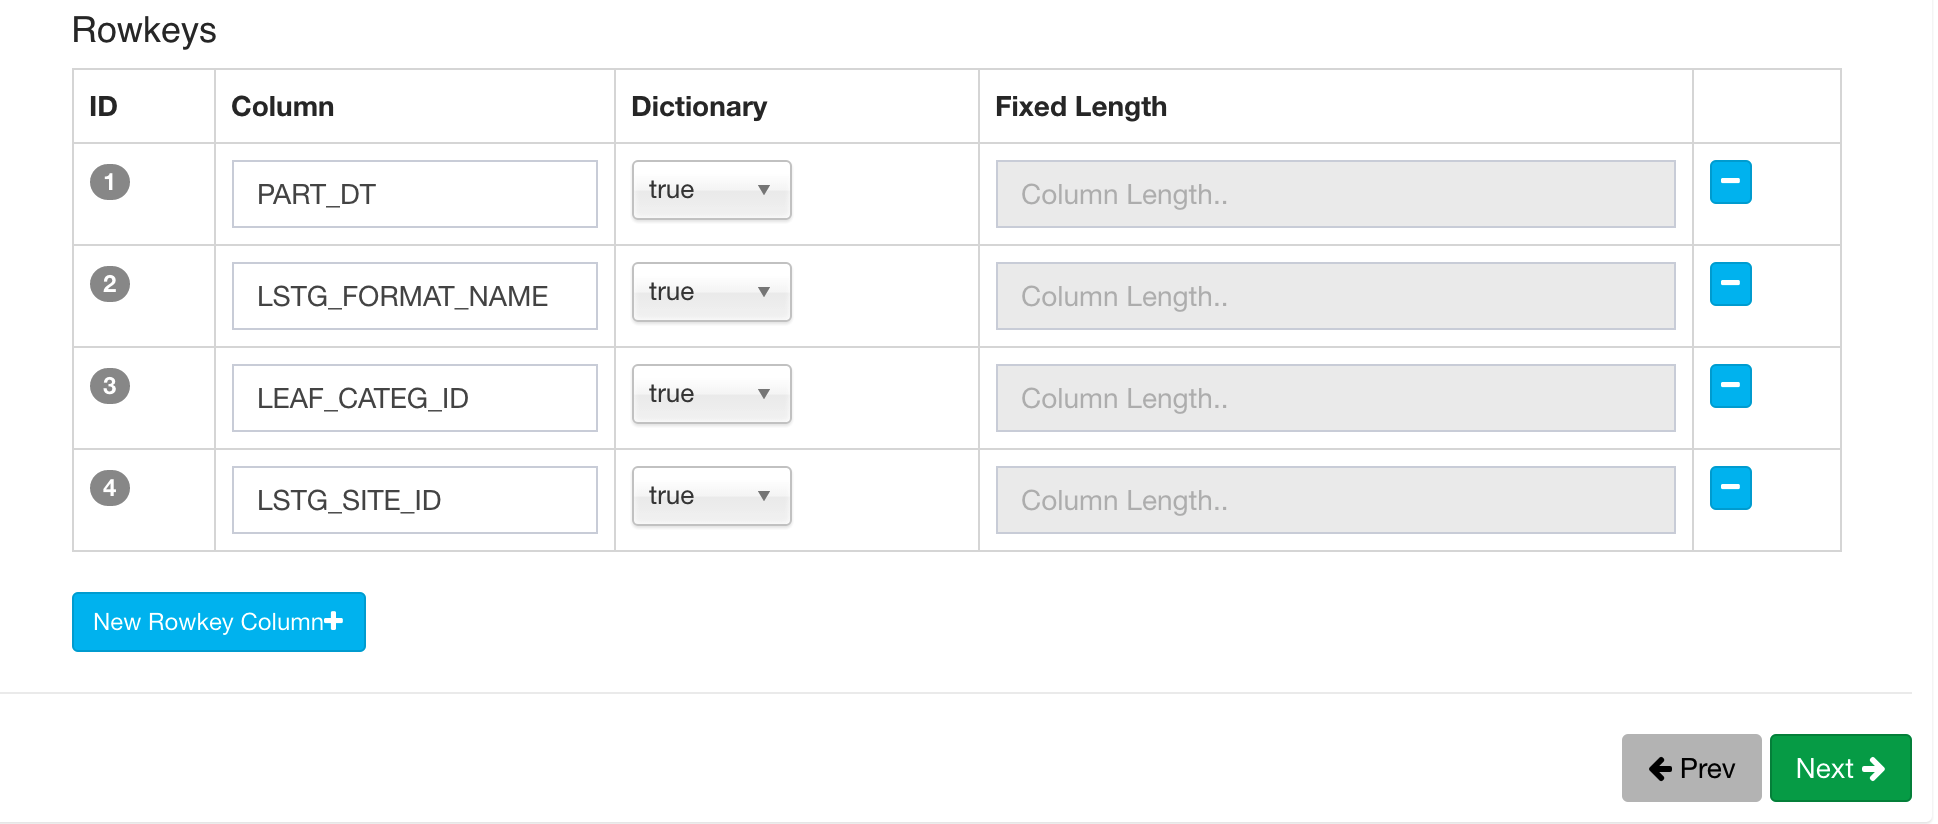 Rowkeys
ID Column Dictionary Fixed Length
1 PART_DT true Column Length..
2 LSTG_FORMAT_NAME true Column Length..
3 LEAF_CATEG_ID true Column Length..
4 LSTG_SITE_ID true Column Length..
New Rowkey Column
Prev Next